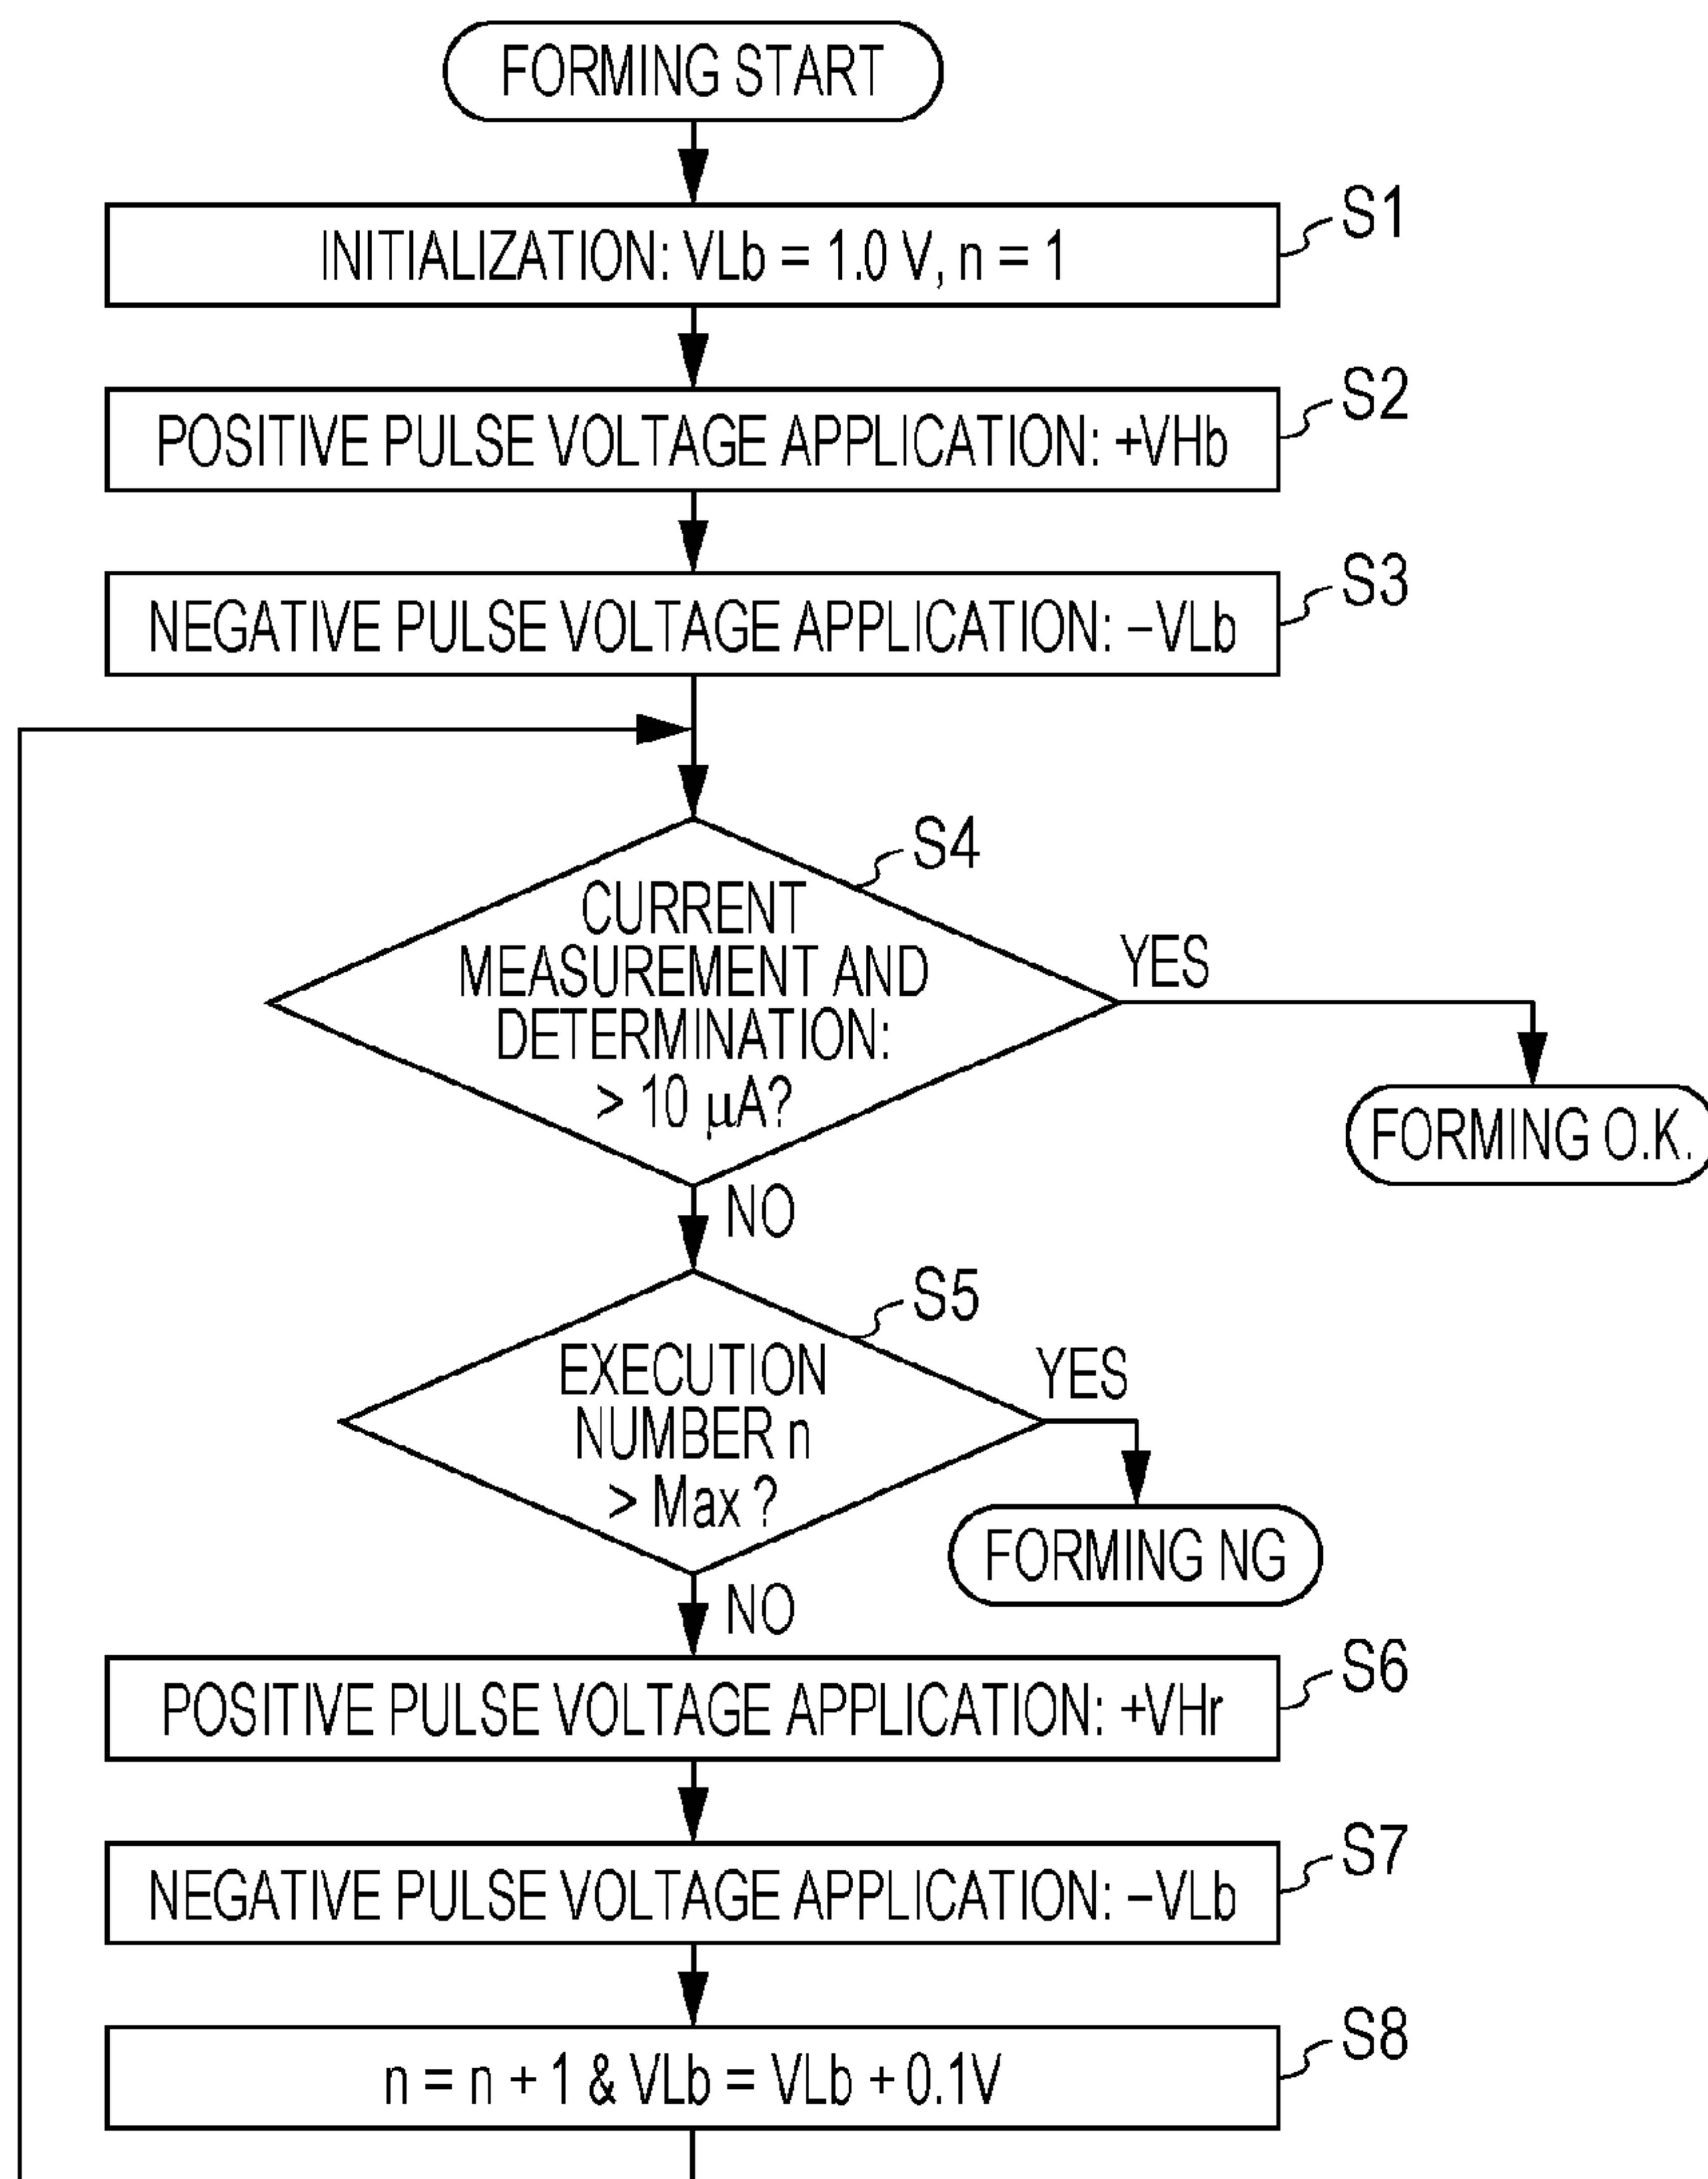 FORMING START
S1
INITIALIZATION: VLb = 1.0 V, n = 1
S2
POSITIVE PULSE VOLTAGE APPLICATION: +VHb
S3
NEGATIVE PULSE VOLTAGE APPLICATION: –VLb
S4
CURRENT
MEASUREMENT AND
DETERMINATION:
> 10 µA?
YES
FORMING O.K.
NO
S5
EXECUTION
NUMBER n
> Max ?
YES
FORMING NG
NO
S6
POSITIVE PULSE VOLTAGE APPLICATION: +VHr
S7
NEGATIVE PULSE VOLTAGE APPLICATION: –VLb
S8
n = n + 1 & VLb = VLb + 0.1V